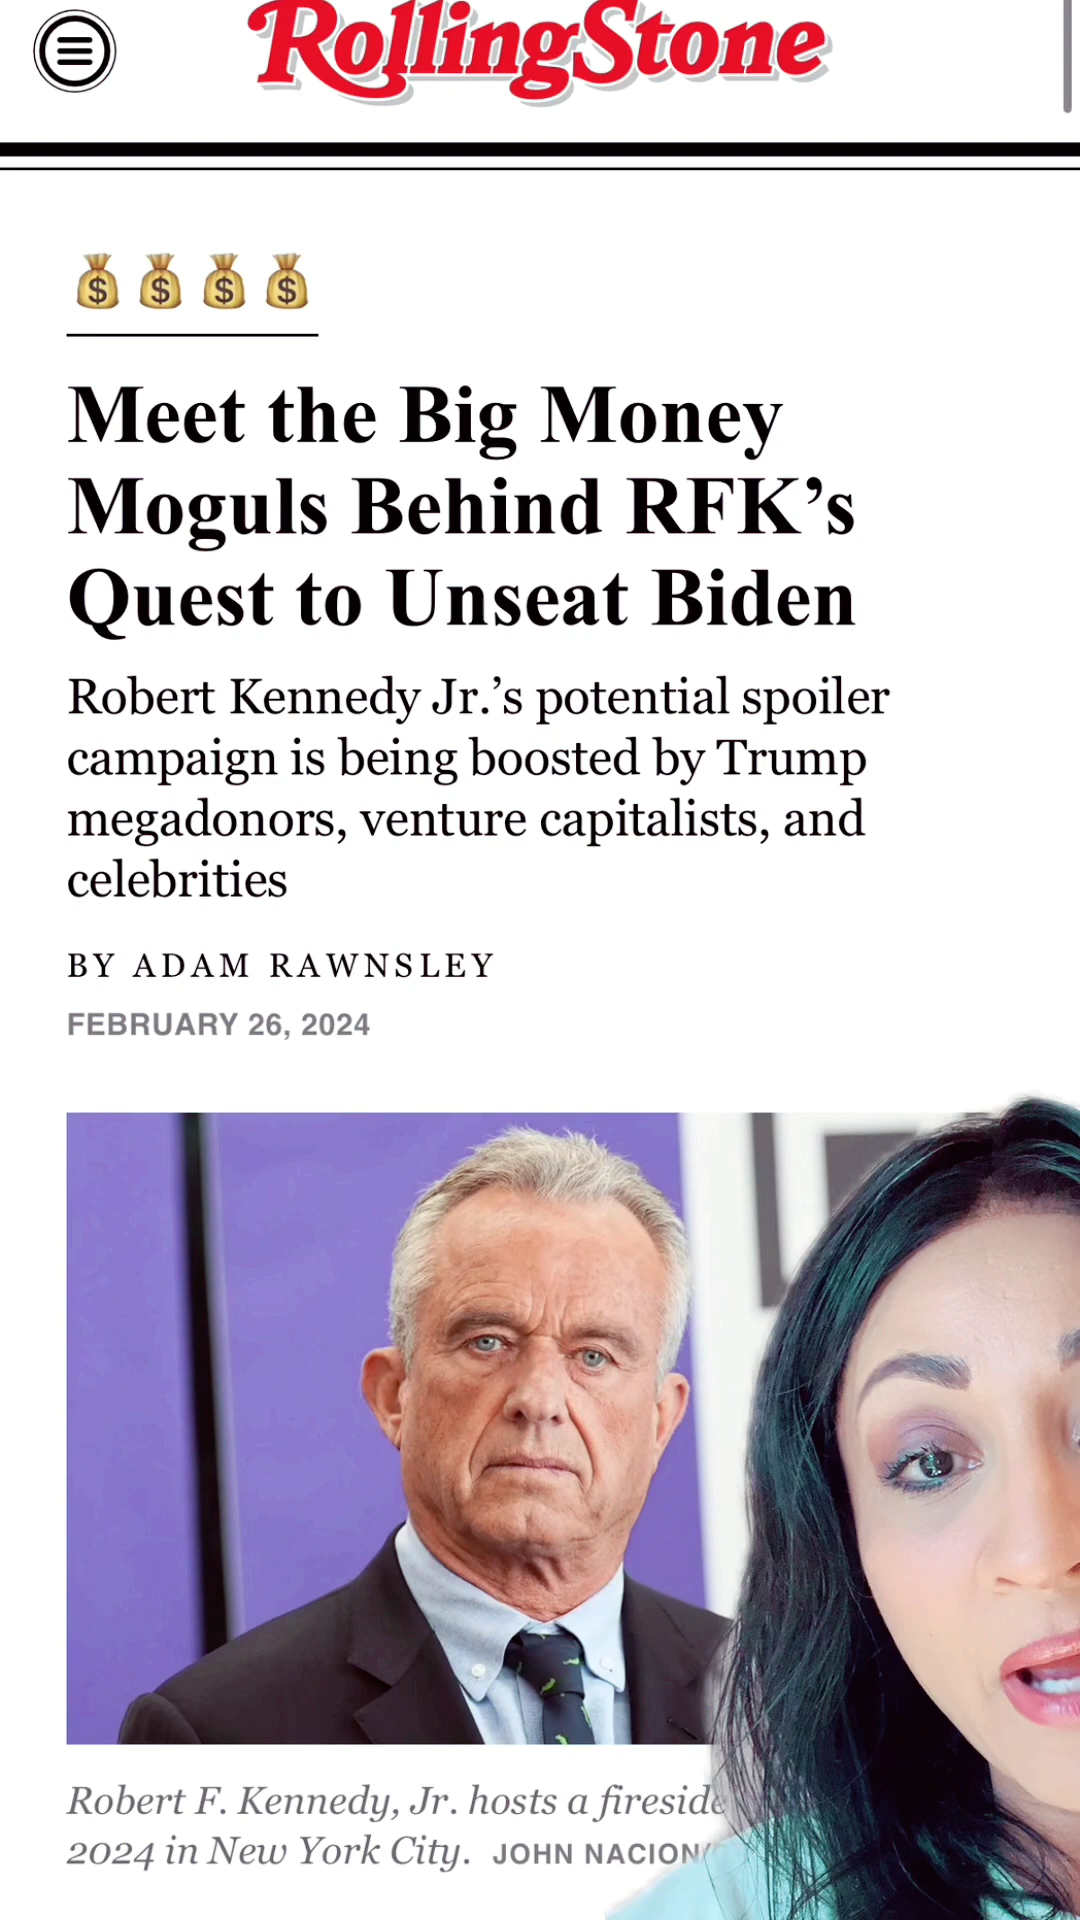 RollingStone
$ $ $ $
Meet the Big Money
Moguls Behind RFK’s
Quest to Unseat Biden
Robert Kennedy Jr.’s potential spoiler
campaign is being boosted by Trump
megadonors, venture capitalists, and
celebrities
BY ADAM RAWNSLEY
FEBRUARY 26, 2024
Robert F. Kennedy, Jr. hosts a fireside
2024 in New York City. JOHN NACION